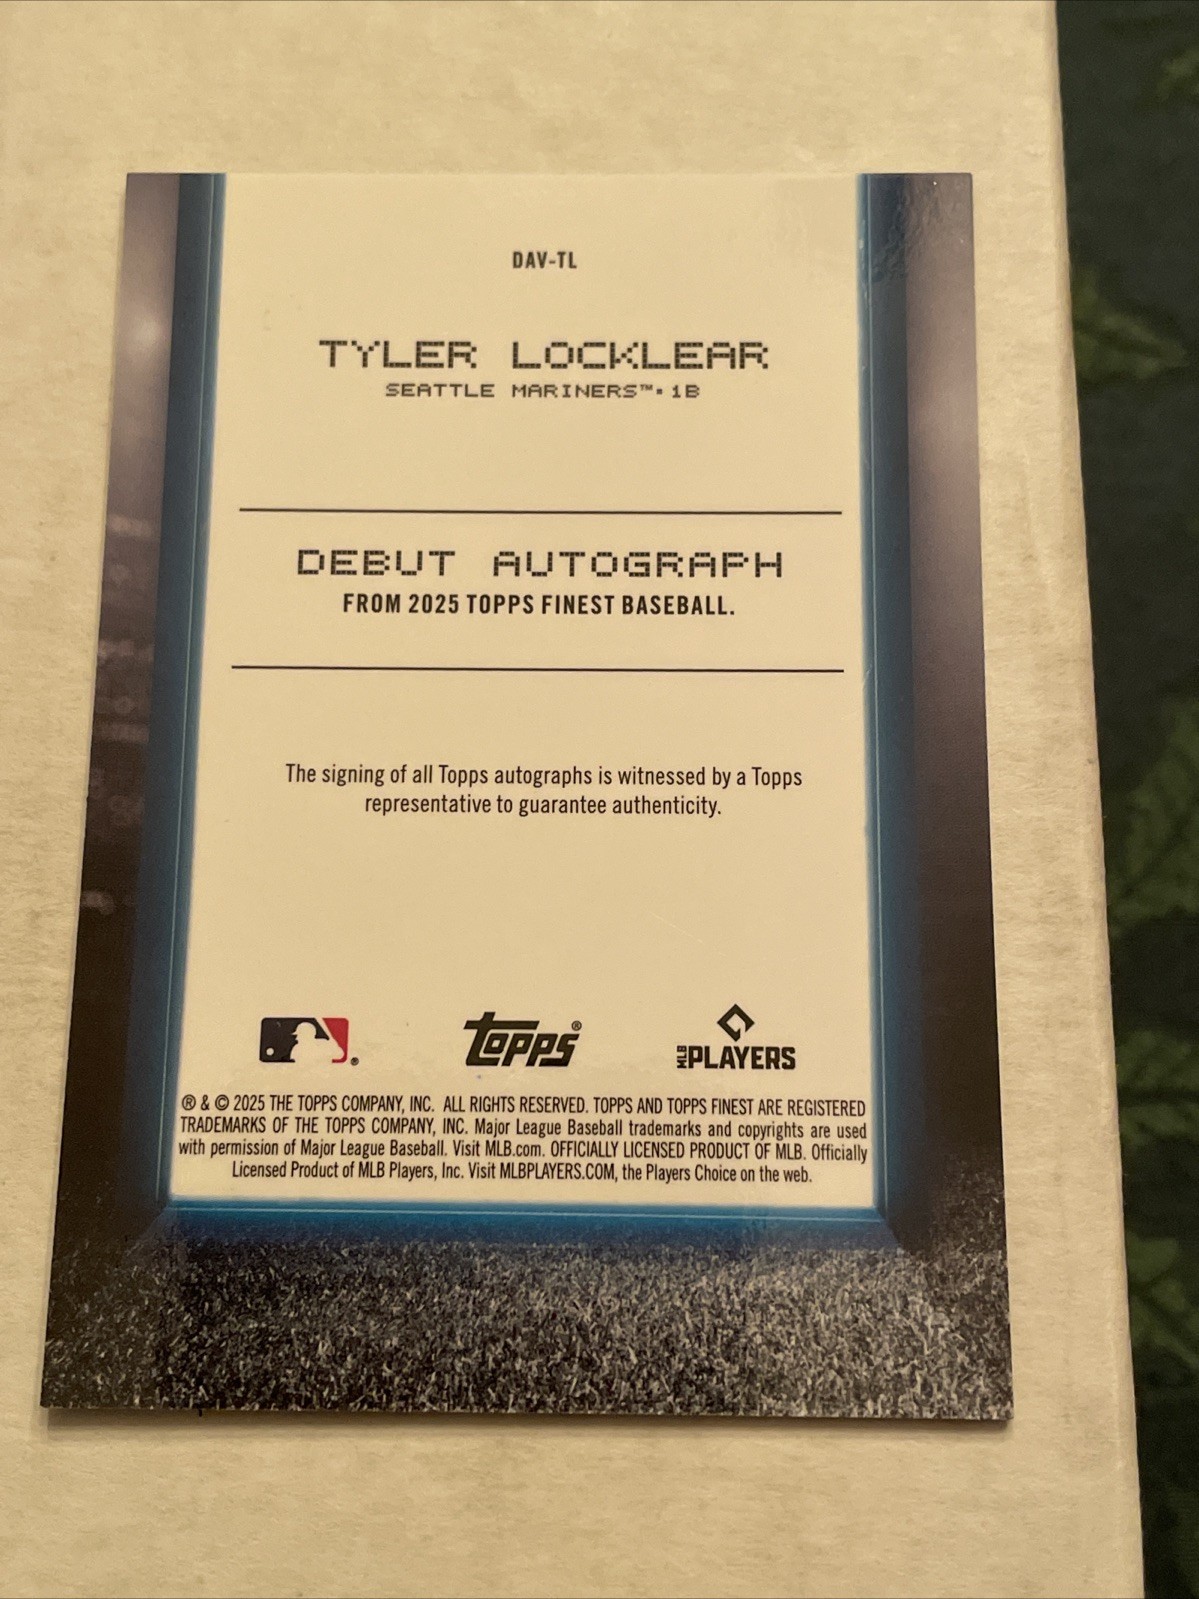 DAV-TL
TYLER LOCKLEAR
SEATTLE MARINERS™▪1B
DEBUT AUTOGRAPH
FROM 2025 TOPPS FINEST BASEBALL.
The signing of all Topps autographs is witnessed by a Topps
representative to guarantee authenticity.
® topps® MLB PLAYERS
® & © 2025 THE TOPPS COMPANY, INC. ALL RIGHTS RESERVED. TOPPS AND TOPPS FINEST ARE REGISTERED
TRADEMARKS OF THE TOPPS COMPANY, INC. Major League Baseball trademarks and copyrights are used
with permission of Major League Baseball. Visit MLB.com. OFFICIALLY LICENSED PRODUCT OF MLB. Officially
Licensed Product of MLB Players, Inc. Visit MLBPLAYERS.COM, the Players Choice on the web.